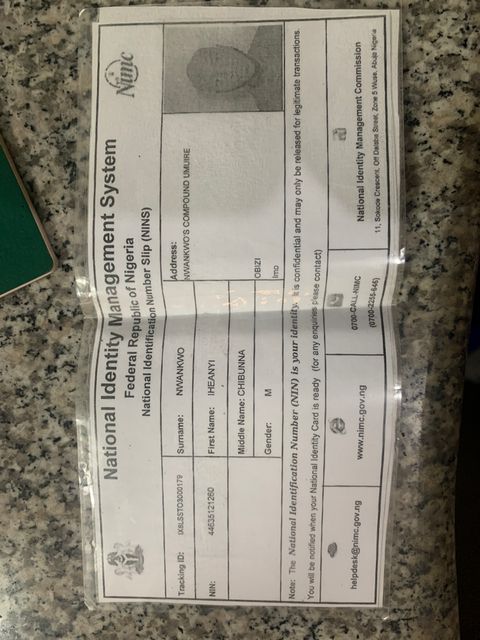 National Identity Management System
Federal Republic of Nigeria
National Identification Number Slip (NINS)
Nimc
Tracking ID: IX8LSSTO3000179
Surname: NWANKWO
Address:
NWANKWO'S COMPOUND UMUIRE
NIN: 44635121260
First Name: IHEANYI
Middle Name: CHIBUNNA
OBIZI
Gender: M
Imo
Note: The National Identification Number (NIN) is your identity. It is confidential and may only be released for legitimate transactions.
You will be notified when your National Identity Card is ready (for any enquiries please contact)
helpdesk@nimc.gov.ng
www.nimc.gov.ng
0700-CALL-NIMC
(0700-2255-646)
National Identity Management Commission
11, Sokode Crescent, Off Dalaba Street, Zone 5 Wuse, Abuja Nigeria